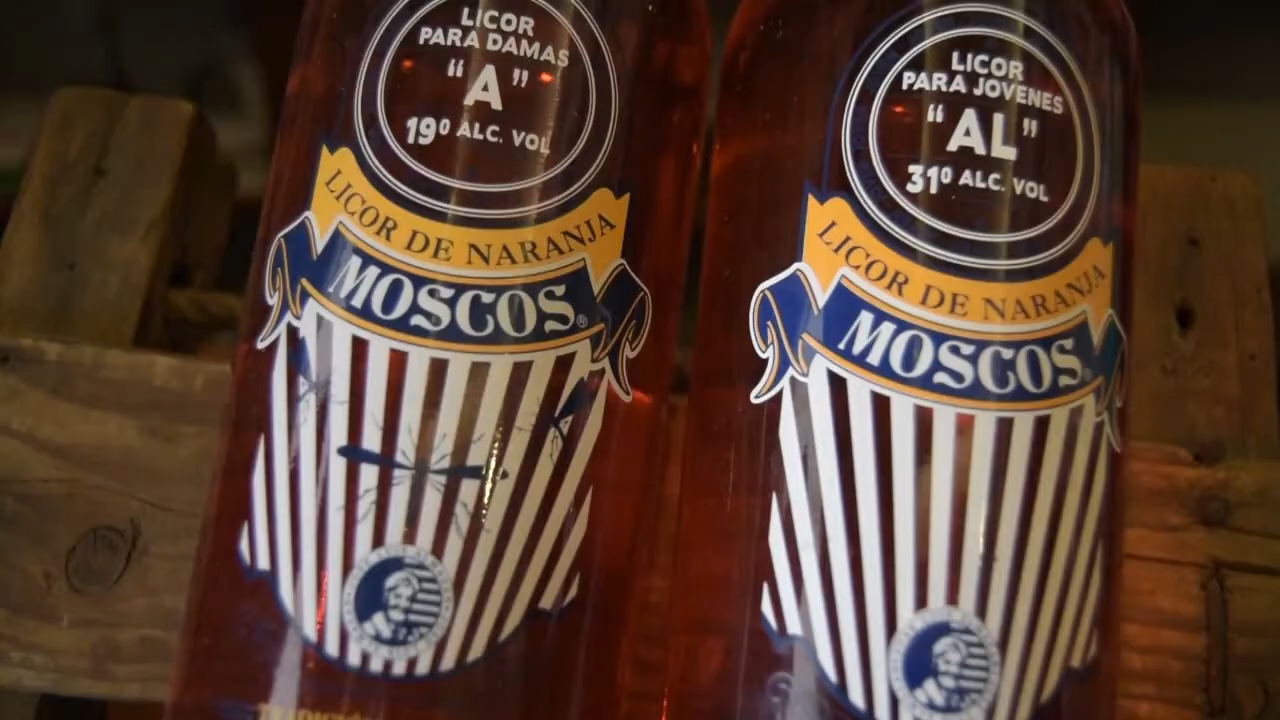 LICOR
PARA DAMAS
“A”
19º ALC. VOL
LICOR DE NARANJA
MOSCOS®
LICOR
PARA JOVENES
“AL”
31º ALC. VOL
LICOR DE NARANJA
MOSCOS